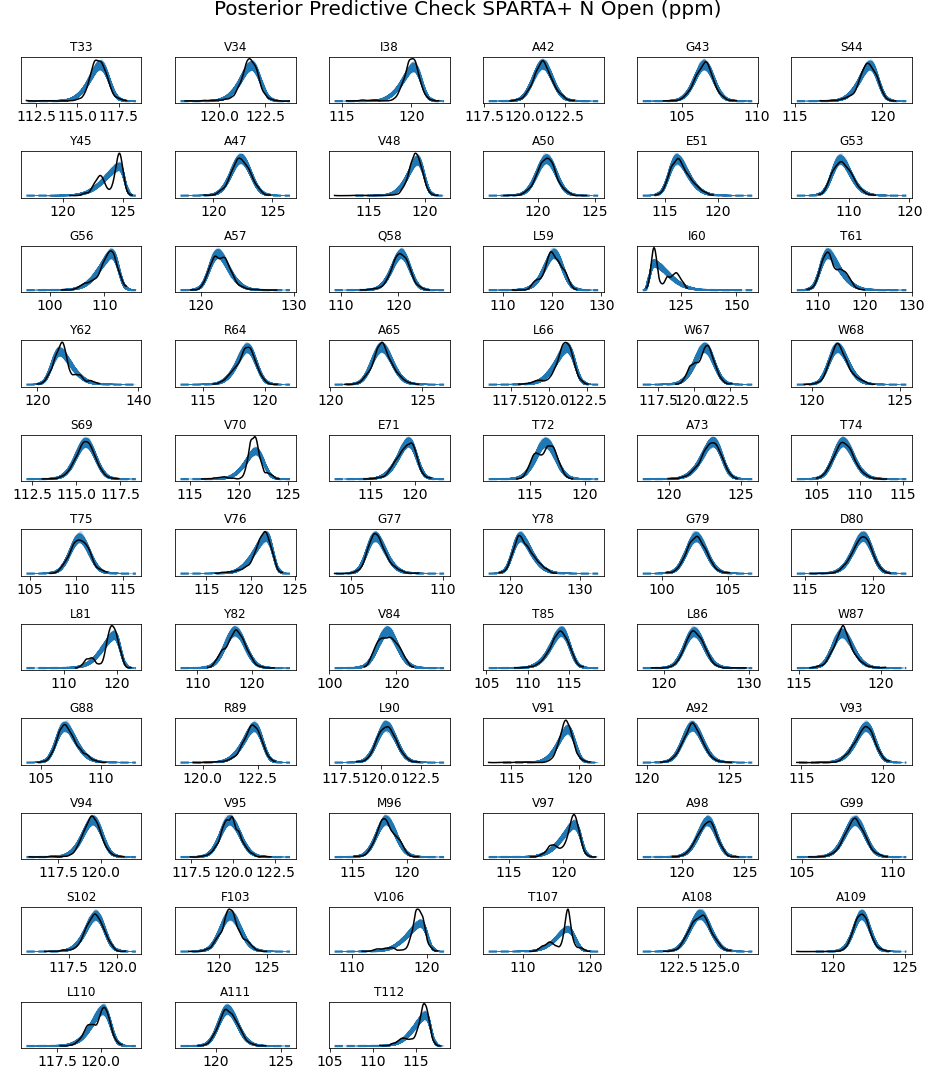 Posterior Predictive Check SPARTA+ N Open (ppm)
T33 V34 I38 A42 G43 S44
112.5 115.0 117.5 120.0 122.5 115 120 117.5 120.0 122.5 105 110 115 120
Y45 A47 V48 A50 E51 G53
120 125 120 125 115 120 120 125 115 120 110 120
G56 A57 Q58 L59 I60 T61
100 110 120 130 110 120 110 120 130 125 150 110 120 130
Y62 R64 A65 L66 W67 W68
120 140 115 120 120 125 117.5 120.0 122.5 117.5 120.0 122.5 120 125
S69 V70 E71 T72 A73 T74
112.5 115.0 117.5 115 120 125 115 120 115 120 120 125 105 110 115
T75 V76 G77 Y78 G79 D80
105 110 115 115 120 125 105 110 120 130 100 105 115 120
L81 Y82 V84 T85 L86 W87
110 120 110 120 100 120 105 110 115 120 130 115 120
G88 R89 L90 V91 A92 V93
105 110 120.0 122.5 117.5 120.0 122.5 115 120 120 125 115 120
V94 V95 M96 V97 A98 G99
117.5 120.0 117.5 120.0 122.5 115 120 115 120 120 125 105 110
S102 F103 V106 T107 A108 A109
117.5 120.0 120 125 110 120 110 120 122.5 125.0 120 125
L110 A111 T112
117.5 120.0 120 125 105 110 115